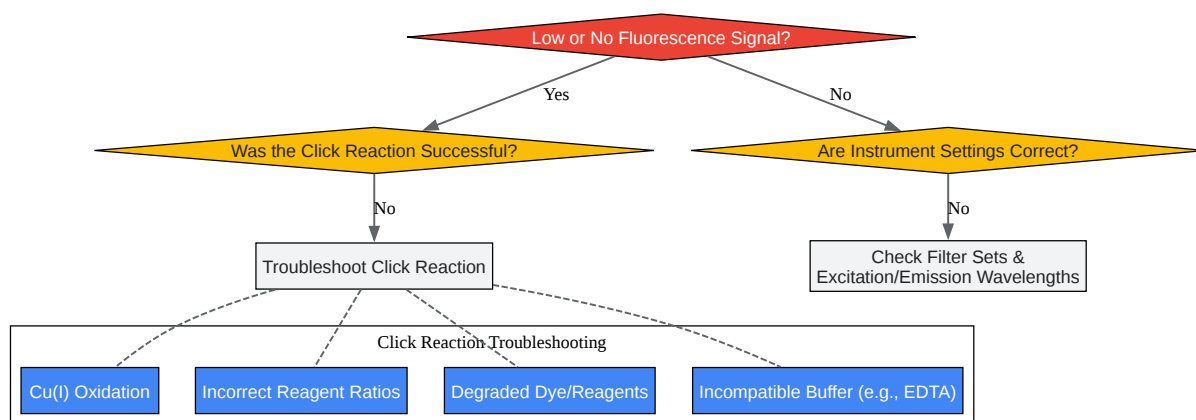 Low or No Fluorescence Signal?
Yes
No
Was the Click Reaction Successful?
Are Instrument Settings Correct?
No
No
Troubleshoot Click Reaction
Check Filter Sets &
Excitation/Emission Wavelengths
Click Reaction Troubleshooting
Cu(I) Oxidation
Incorrect Reagent Ratios
Degraded Dye/Reagents
Incompatible Buffer (e.g., EDTA)